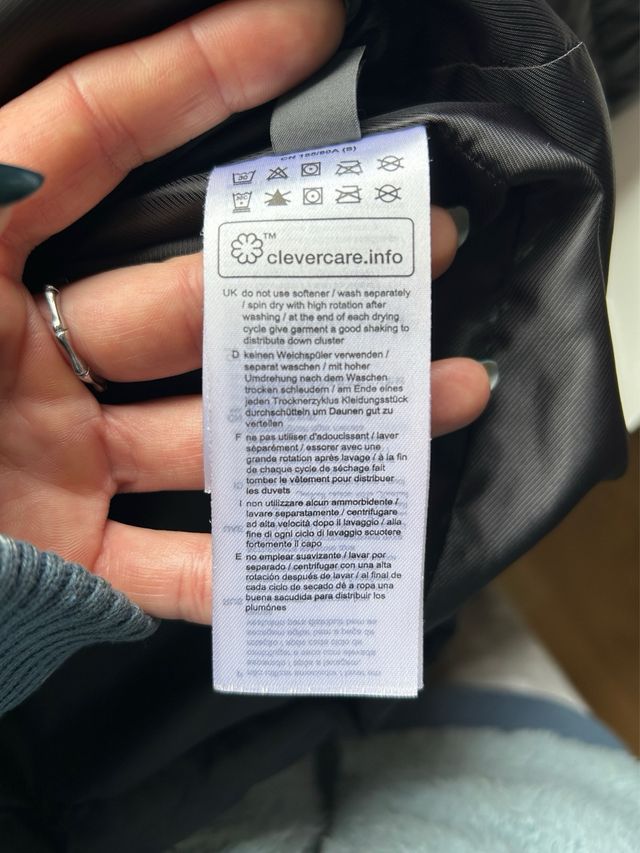 CN 155/80A (S)
TM
clevercare.info
UK do not use softener / wash separately
/ spin dry with high rotation after
washing / at the end of each drying
cycle give garment a good shaking to
distribute down cluster
D keinen Weichspüler verwenden /
separat waschen / mit hoher
Umdrehung nach dem Waschen
trocken schleudern / am Ende eines
jeden Trocknerzyklus Kleidungsstück
durchschütteln um Daunen gut zu
verteilen
F ne pas utiliser d'adoucissant / laver
séparément / essorer avec une
grande rotation après lavage / à la fin
de chaque cycle de séchage fait
tomber le vêtement pour distribuer
les duvets
I non utilizzare alcun ammorbidente /
lavare separatamente / centrifugare
ad alta velocità dopo il lavaggio / alla
fine di ogni ciclo di lavaggio scuotere
fortemente il capo
E no emplear suavizante / lavar por
separado / centrifugar con una alta
rotación después de lavar / al final de
cada ciclo de secado dé a ropa una
buena sacudida para distribuir los
plumónes